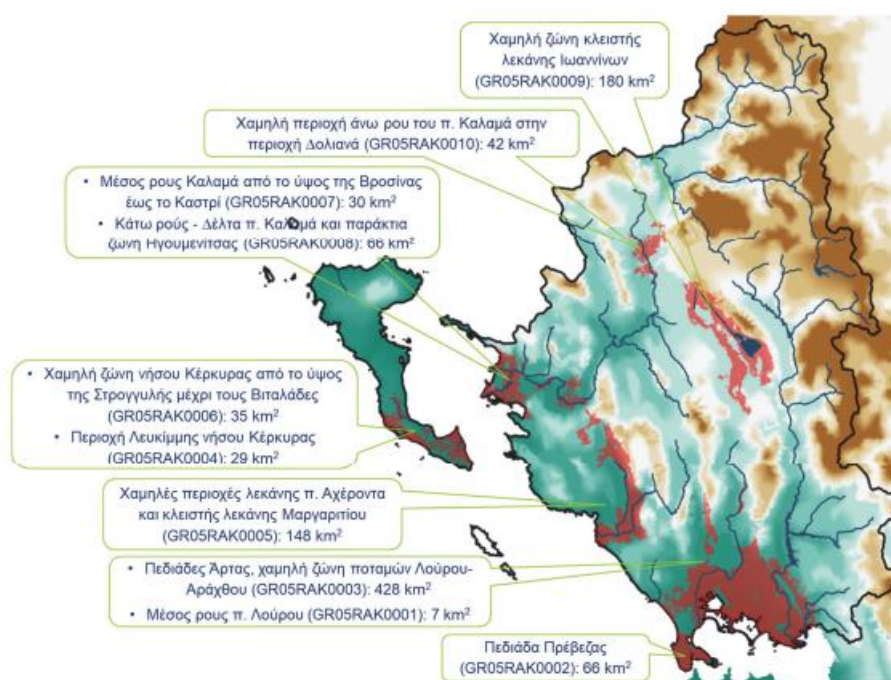 Χαμηλή ζώνη κλειστής
λεκάνης Ιωαννίνων
(GR05RAK0009): 180 km²
Χαμηλή περιοχή άνω ρου του π. Καλαμά στην
περιοχή Δολιανά (GR05RAK0010): 42 km²
• Μέσος ρους Καλαμά από το ύψος της Βροσίνας
έως το Καστρί (GR05RAK0007): 30 km²
• Κάτω ρούς - Δέλτα π. Καλαμά και παράκτια
ζώνη Ηγουμενίτσας (GR05RAK0008): 66 km²
• Χαμηλή ζώνη νήσου Κέρκυρας από το ύψος
της Στρογγυλής μέχρι τους Βιταλάδες
(GR05RAK0006): 35 km²
• Περιοχή Λευκίμμης νήσου Κέρκυρας
(GR05RAK0004): 29 km²
Χαμηλές περιοχές λεκάνης π. Αχέροντα
και κλειστής λεκάνης Μαργαριτίου
(GR05RAK0005): 148 km²
• Πεδιάδες Άρτας, χαμηλή ζώνη ποταμών Λούρου-
Αράχθου (GR05RAK0003): 428 km²
• Μέσος ρους π. Λούρου (GR05RAK0001): 7 km²
Πεδιάδα Πρέβεζας
(GR05RAK0002): 66 km²